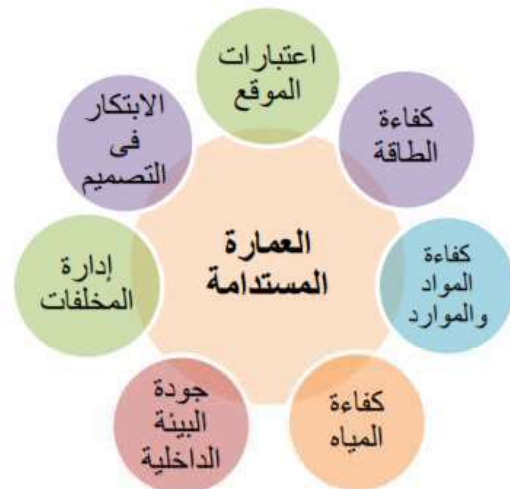 اعتبارات
الموقع
كفاءة
الطاقة
كفاءة
المواد
والموارد
كفاءة
المياه
جودة
البيئة
الداخلية
إدارة
المخلفات
الابتكار
فى
التصميم
العمارة
المستدامة